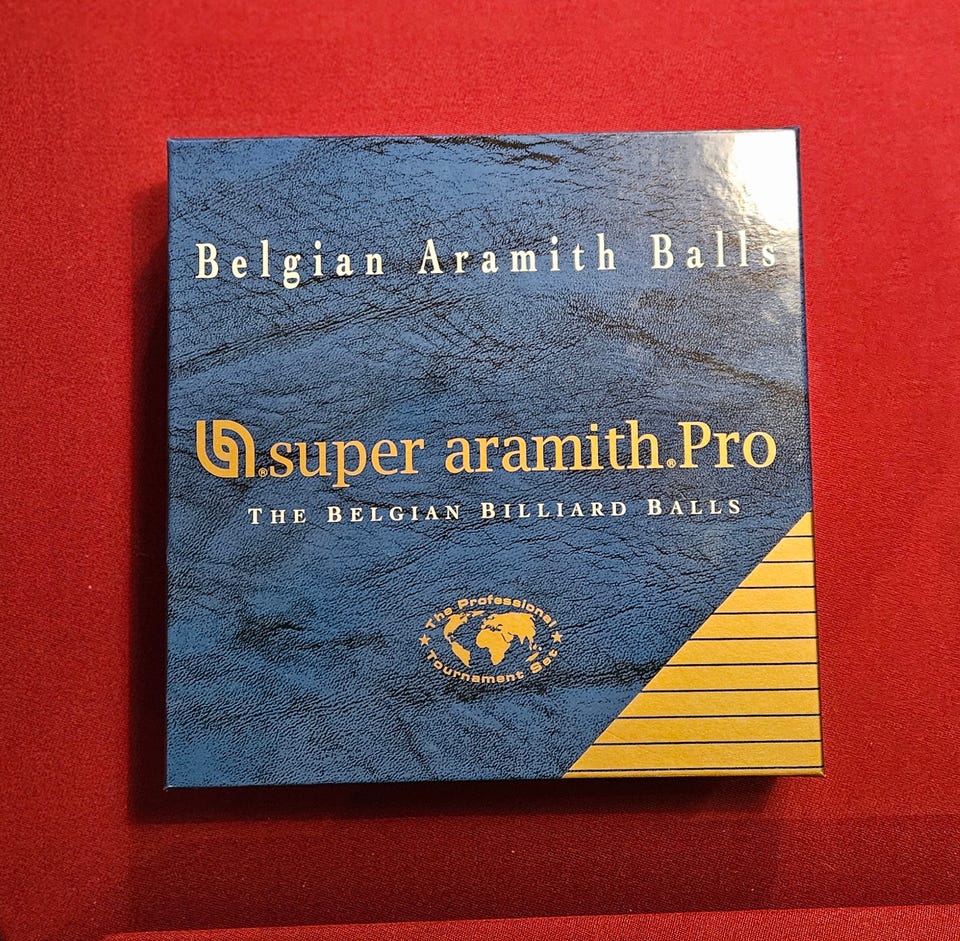 Belgian Aramith Balls
®super aramith®Pro
THE BELGIAN BILLIARD BALLS
The Professional
Tournament Set